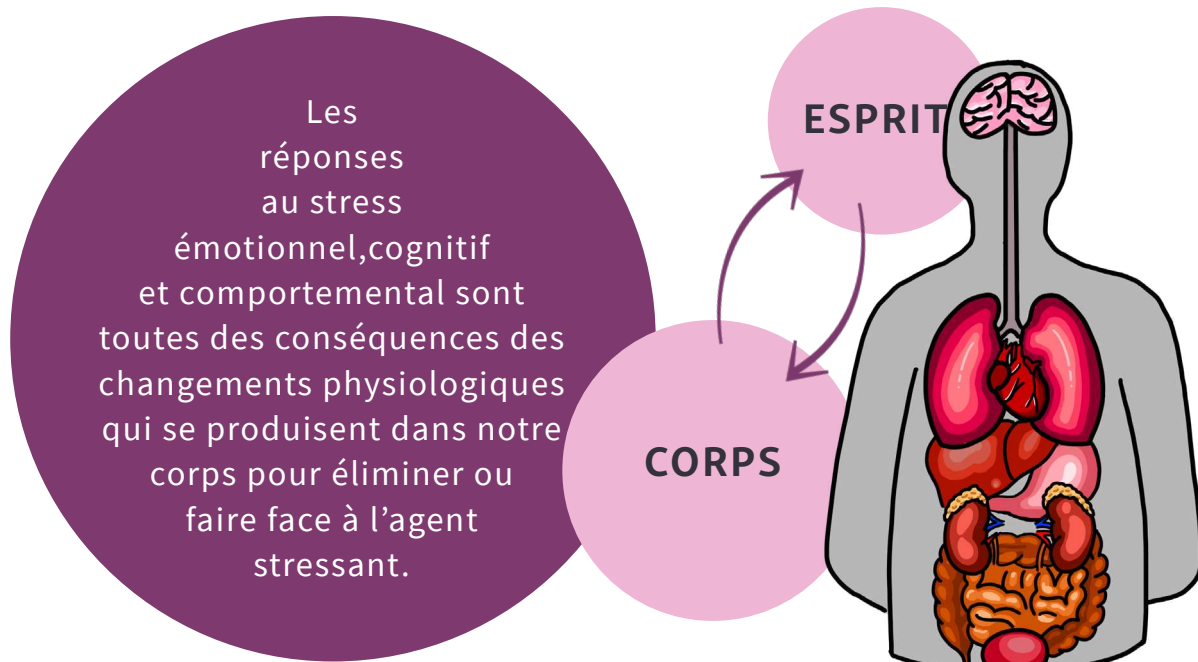 Les
réponses
au stress
émotionnel,cognitif
et comportemental sont
toutes des conséquences des
changements physiologiques
qui se produisent dans notre
corps pour éliminer ou
faire face à l’agent
stressant.
ESPRIT
CORPS